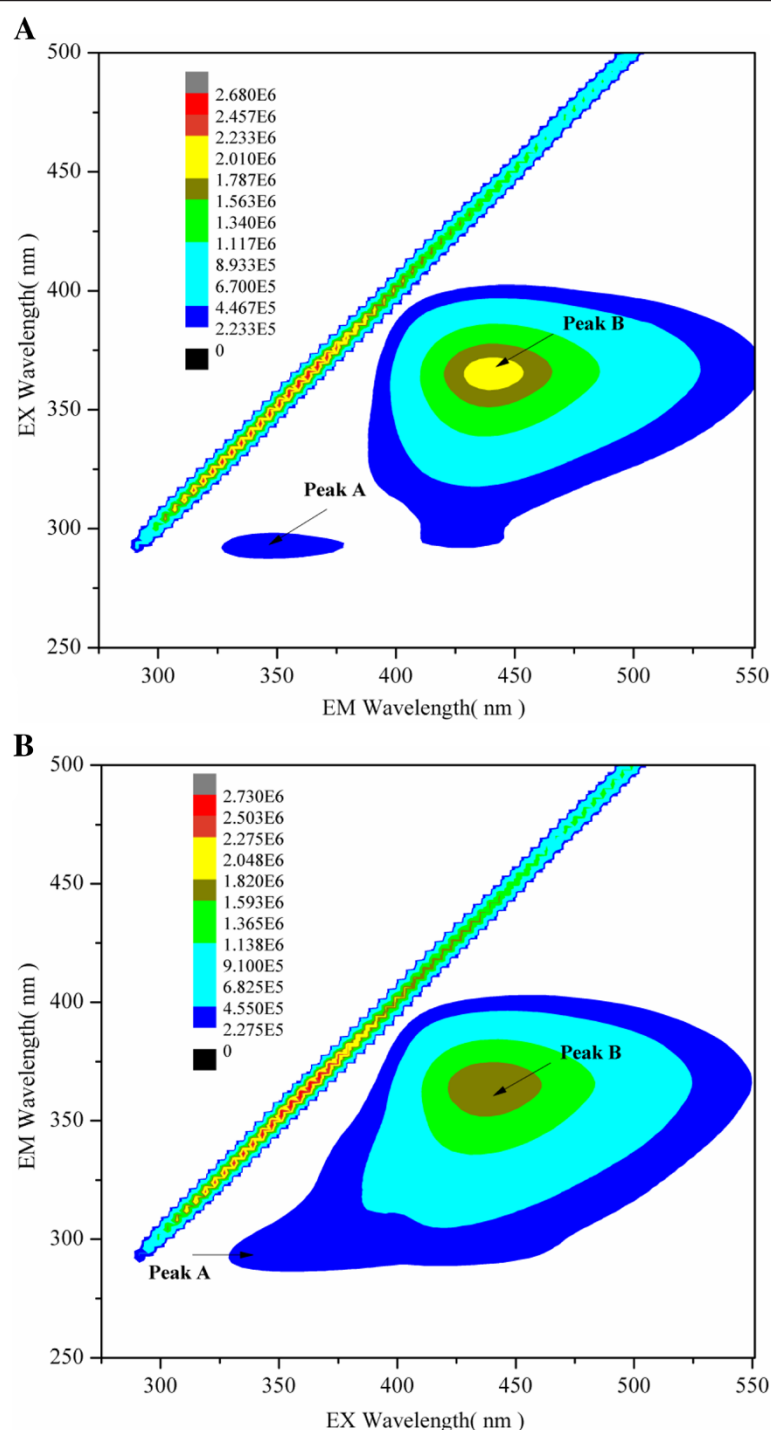 A
500
450
400
350
300
250
EX Wavelength( nm )
2.680E6
2.457E6
2.233E6
2.010E6
1.787E6
1.563E6
1.340E6
1.117E6
8.933E5
6.700E5
4.467E5
2.233E5
0
Peak B
Peak A
300 350 400 450 500 550
EM Wavelength( nm )
B
500
450
400
350
300
250
EM Wavelength( nm )
2.730E6
2.503E6
2.275E6
2.048E6
1.820E6
1.593E6
1.365E6
1.138E6
9.100E5
6.825E5
4.550E5
2.275E5
0
Peak B
Peak A
300 350 400 450 500 550
EX Wavelength( nm )